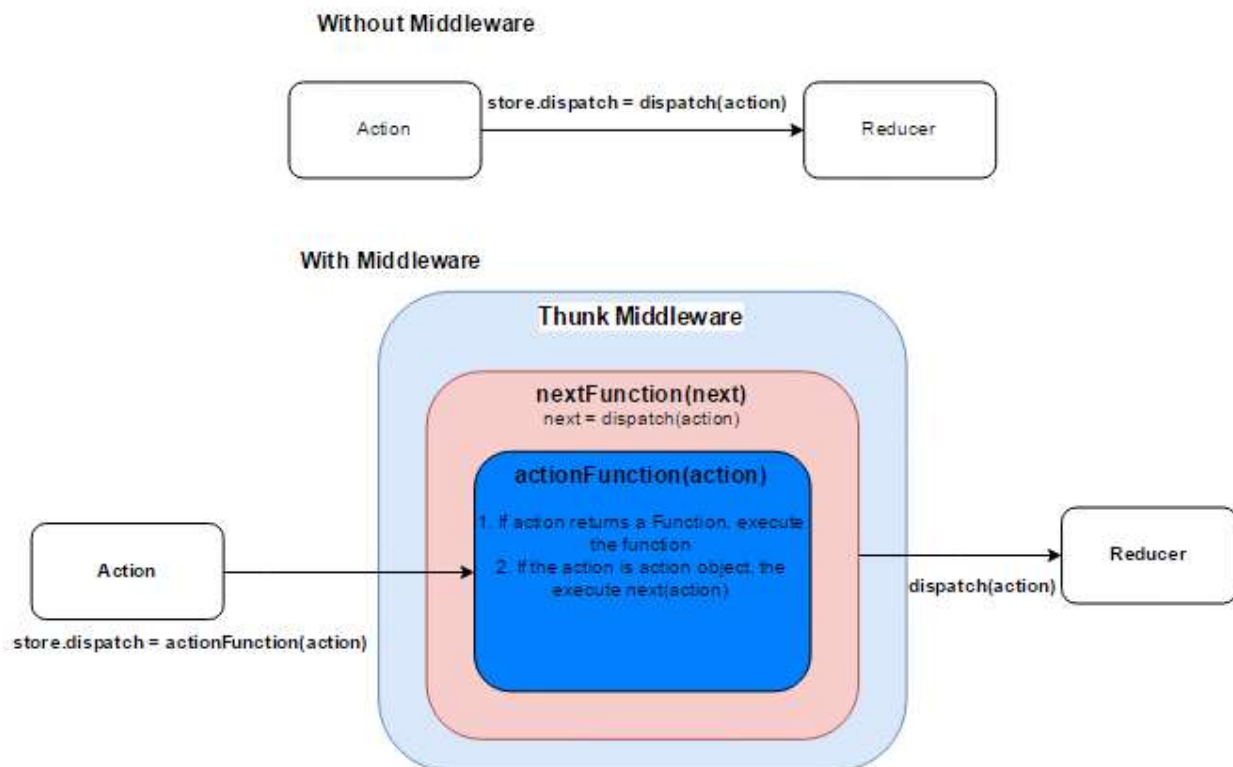 Without Middleware
store.dispatch = dispatch(action)
Action
Reducer
With Middleware
Thunk Middleware
nextFunction(next)
next = dispatch(action)
actionFunction(action)
1. If action returns a Function, execute
the function
2. If the action is action object, the
execute next(action)
Action
store.dispatch = actionFunction(action)
Reducer
dispatch(action)